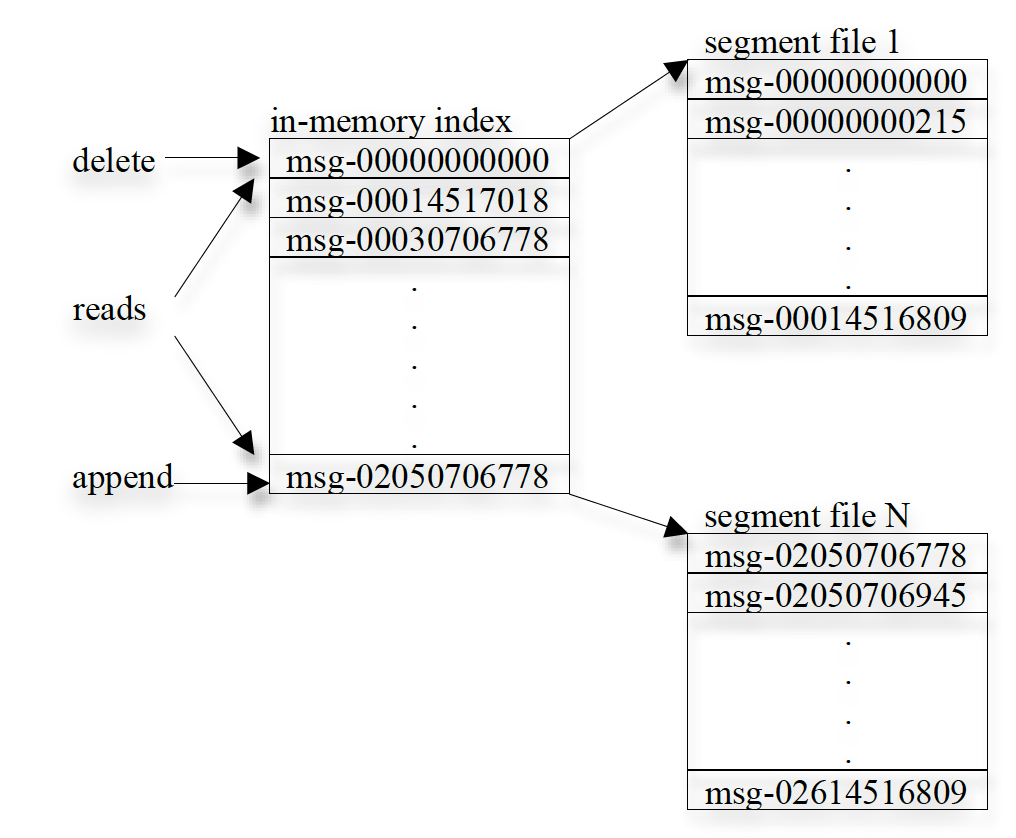 segment file 1
msg-00000000000
msg-00000000215
.
.
.
.
msg-00014516809
in-memory index
msg-00000000000
msg-00014517018
msg-00030706778
.
.
.
.
.
msg-02050706778
delete
reads
append
segment file N
msg-02050706778
msg-02050706945
.
.
.
.
msg-02614516809